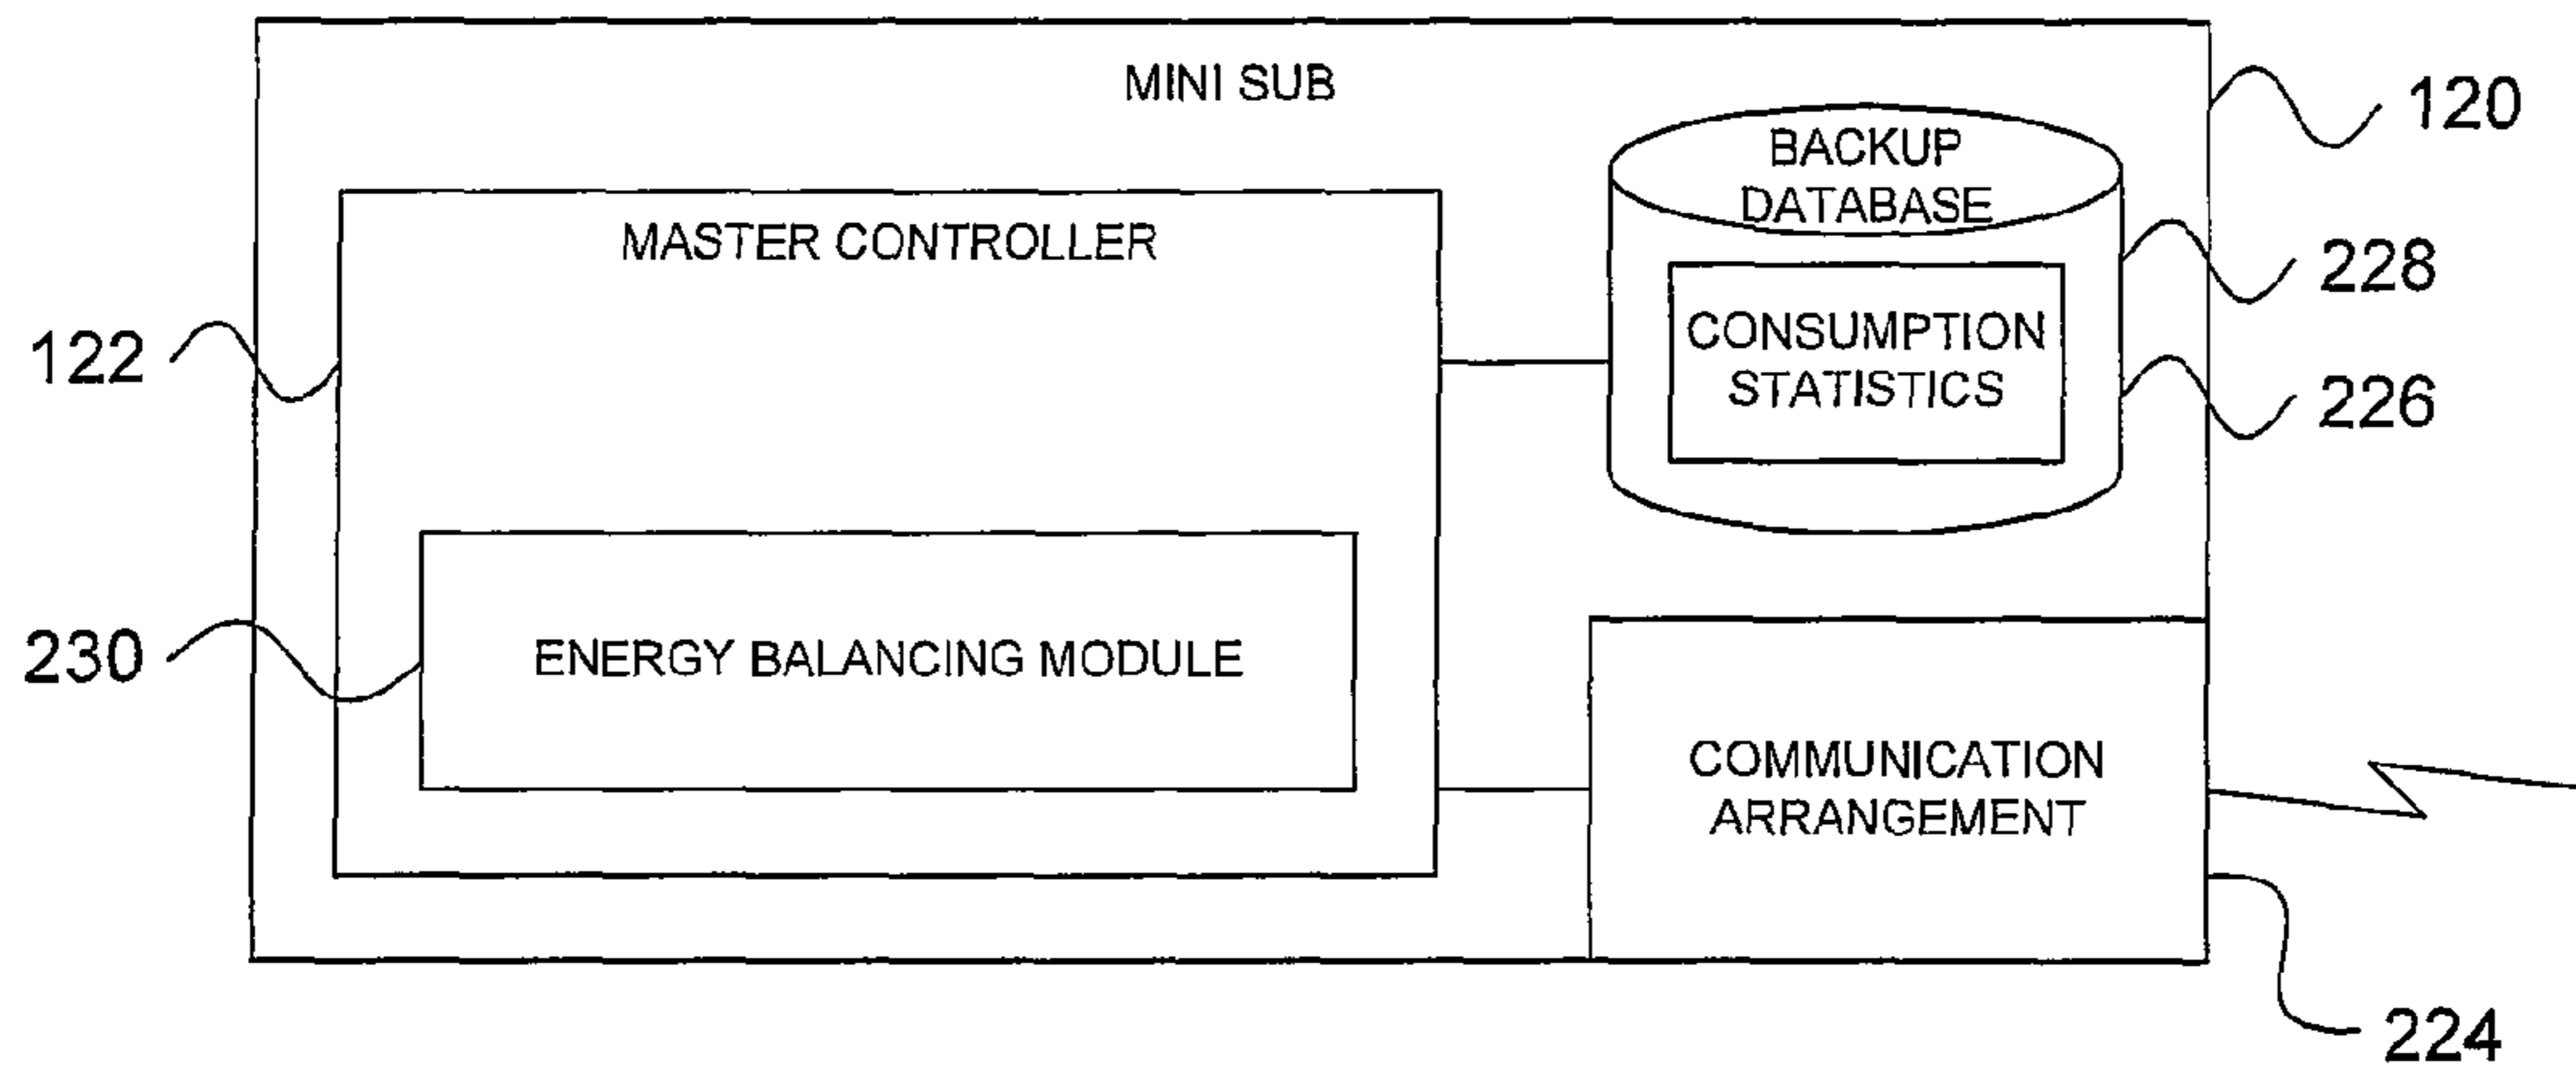 MINI SUB
120
BACKUP
DATABASE
MASTER CONTROLLER
228
CONSUMPTION
STATISTICS
122
226
ENERGY BALANCING MODULE
230
COMMUNICATION
ARRANGEMENT
224